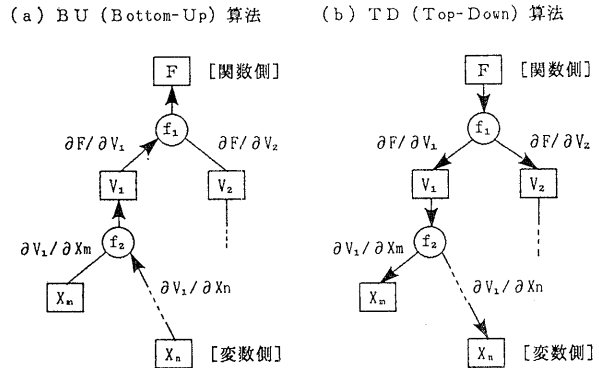 (a) BU (Bottom-Up) 算法
F [関数側]
f₁
∂F/∂V₁ ∂F/∂V₂
V₁ V₂
f₂
∂V₁/∂Xm
∂V₁/∂Xn
Xm
Xn [変数側]
(b) TD (Top-Down) 算法
F [関数側]
f₁
∂F/∂V₁ ∂F/∂V₂
V₁ V₂
f₂
∂V₁/∂Xm
∂V₁/∂Xn
Xm
Xn [変数側]